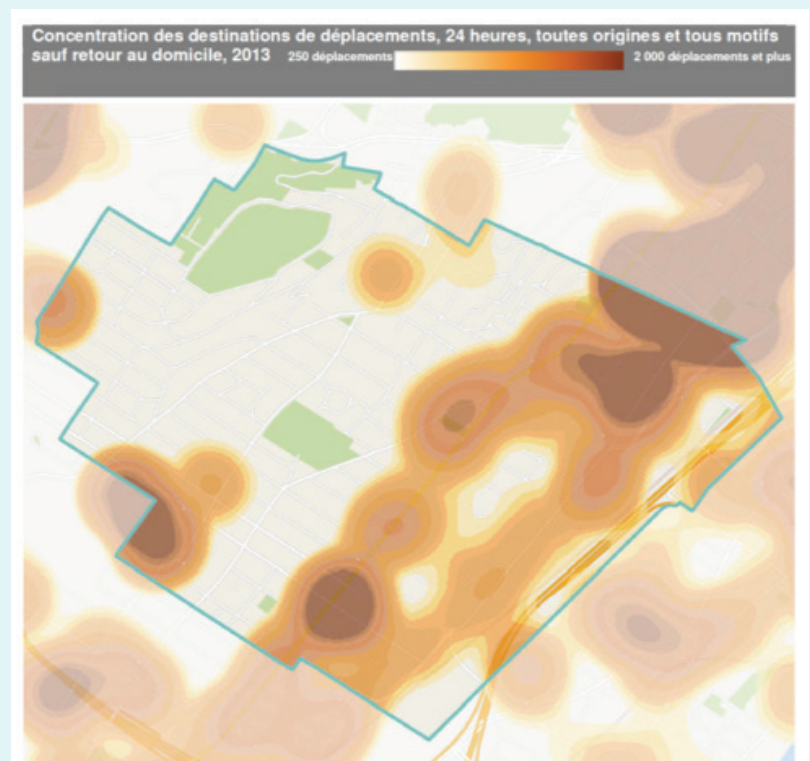 Concentration des destinations de déplacements, 24 heures, toutes origines et tous motifs
sauf retour au domicile, 2013 250 déplacements 2 000 déplacements et plus